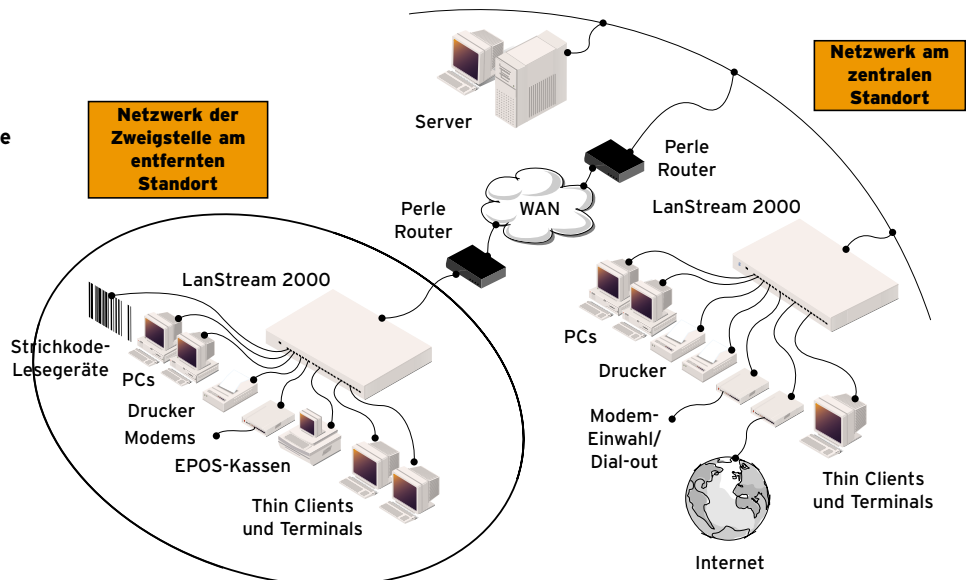 Netzwerk am
zentralen
Standort
Server
Netzwerk der
Zweigstelle am
entfernten
Standort
e
Perle
Router
WAN
Perle
Router
LanStream 2000
LanStream 2000
Strichkode-
Lesegeräte
PCs
Drucker
Modems
EPOS-Kassen
Thin Clients
und Terminals
PCs
Drucker
Modem-
Einwahl/
Dial-out
Thin Clients
und Terminals
Internet